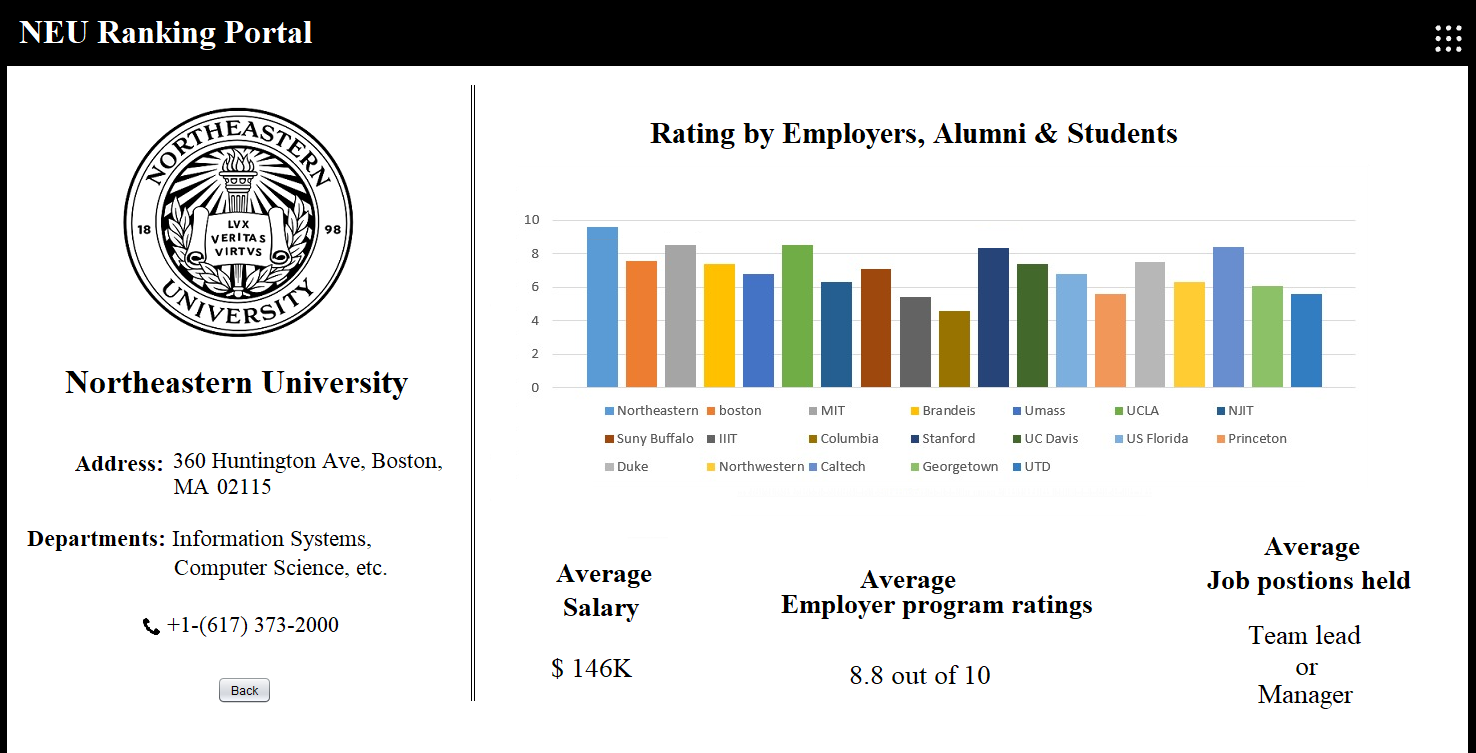 NEU Ranking Portal
NORTHEASTERN
UNIVERSITY
18
98
LVX
VERITAS
VIRTVS
Northeastern University
Address: 360 Huntington Ave, Boston,
MA 02115
Departments: Information Systems,
Computer Science, etc.
+1-(617) 373-2000
Back
Rating by Employers, Alumni & Students
10
8
6
4
2
0
Northeastern boston MIT Brandeis Umass UCLA NJIT
Suny Buffalo IIIT Columbia Stanford UC Davis US Florida Princeton
Duke Northwestern Caltech Georgetown UTD
Average
Salary
$ 146K
Average
Employer program ratings
8.8 out of 10
Average
Job postions held
Team lead
or
Manager